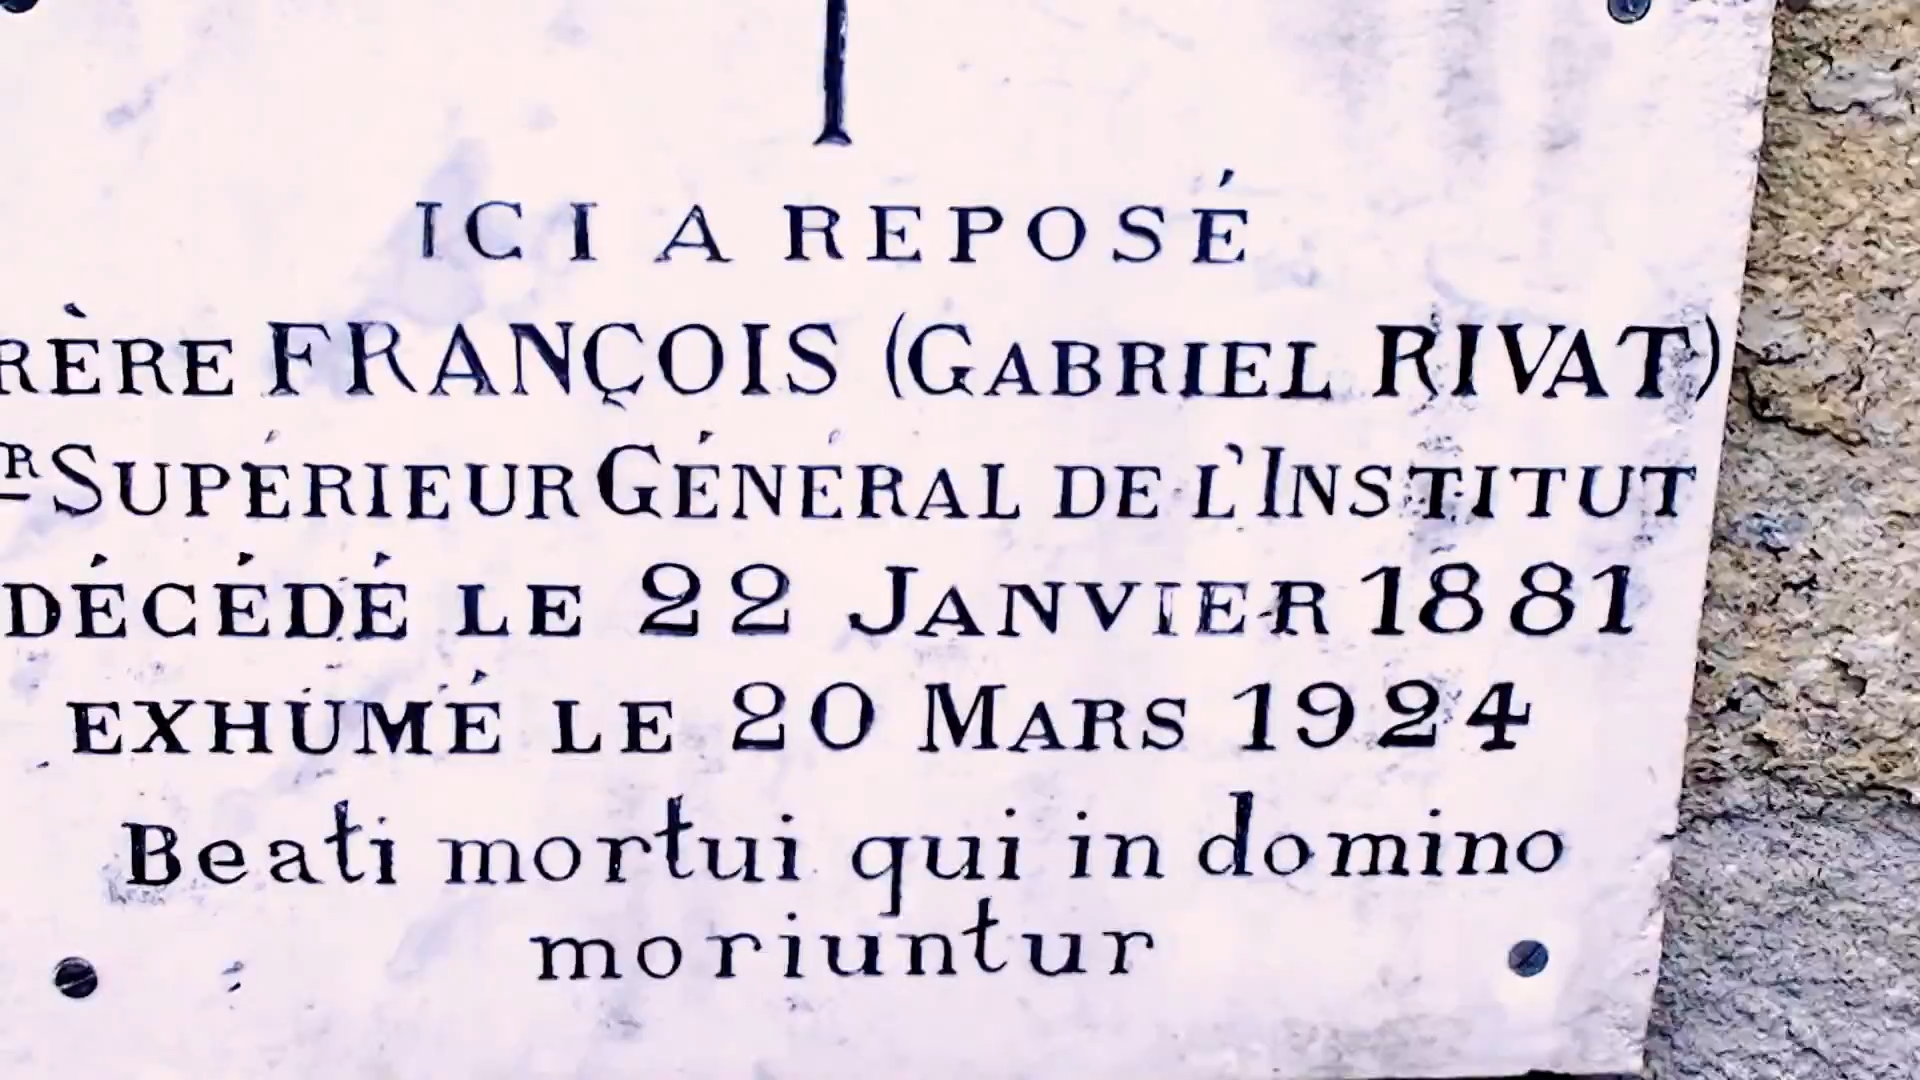 ICI A REPOSÉ
RÈRE FRANÇOIS (GABRIEL RIVAT)
R SUPÉRIEUR GÉNÉRAL DE L'INSTITUT
DÉCÉDÉ LE 22 JANVIER 1881
EXHUMÉ LE 20 MARS 1924
Beati mortui qui in domino
moriuntur